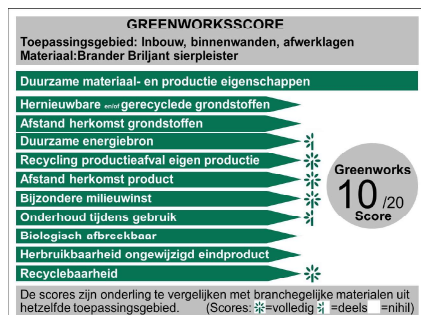 GREENWORKSSCORE
Toepassingsgebied: Inbouw, binnenwanden, afwerklagen
Materiaal:Brander Briljant sierpleister
Duurzame materiaal- en productie eigenschappen
Hernieuwbare en/of gerecyclede grondstoffen
Afstand herkomst grondstoffen
Duurzame energiebron
Recycling productieafval eigen productie
Afstand herkomst product
Bijzondere milieuwinst
Onderhoud tijdens gebruik
Biologisch afbreekbaar
Herbruikbaarheid ongewijzigd eindproduct
Recyclebaarheid
Greenworks
10 /20
Score
De scores zijn onderling te vergelijken met branchegelijke materialen uit
hetzelfde toepassingsgebied. (Scores: =volledig =deels =nihil)